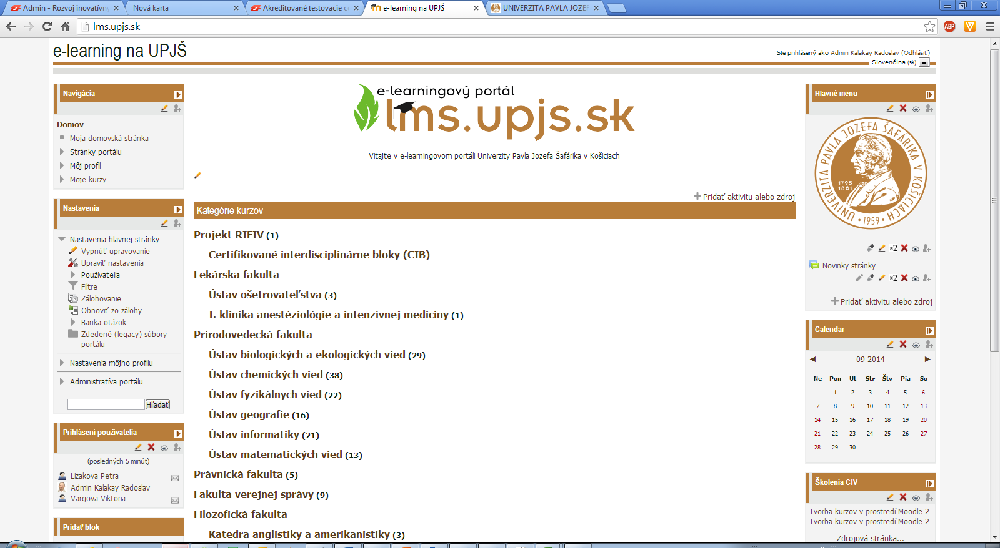 Admin - Rozvoj inovatívny
Nová karta
Akreditované testovacie c
e-learning na UPJŠ
UNIVERZITA PAVLA JOZEF
lms.upjs.sk
ABP
e-learning na UPJŠ
Ste prihlásený ako Admin Kalakay Radoslav (Odhlásiť)
Slovenčina (sk)
Navigácia
Domov
Moja domovská stránka
Stránky portálu
Môj profil
Moje kurzy
Nastavenia
Nastavenia hlavnej stránky
Vypnúť upravovanie
Upraviť nastavenia
Používatelia
Filtre
Zálohovanie
Obnoviť zo zálohy
Banka otázok
Zdedené (legacy) súbory
portálu
Nastavenia môjho profilu
Administratíva portálu
Hľadať
Prihlásení používatelia
(posledných 5 minút)
Lizakova Petra
Admin Kalakay Radoslav
Vargova Viktoria
Pridať blok
e-learningový portál
lms.upjs.sk
Vitajte v e-learningovom portáli Univerzity Pavla Jozefa Šafárika v Košiciach
Pridať aktivitu alebo zdroj
Kategórie kurzov
Projekt RIFIV (1)
Certifikované interdisciplinárne bloky (CIB)
Lekárska fakulta
Ústav ošetrovateľstva (3)
I. klinika anestéziológie a intenzívnej medicíny (1)
Prírodovedecká fakulta
Ústav biologických a ekologických vied (29)
Ústav chemických vied (38)
Ústav fyzikálnych vied (22)
Ústav geografie (16)
Ústav informatiky (21)
Ústav matematických vied (13)
Právnická fakulta (5)
Fakulta verejnej správy (9)
Filozofická fakulta
Katedra anglistiky a amerikanistiky (3)
Hlavné menu
UNIVERZITA PAVLA JOZEFA ŠAFÁRIKA V KOŠICIACH
1795
1861
• 1959 •
×2
Novinky stránky
×2
Pridať aktivitu alebo zdroj
Calendar
09 2014
Ne Pon Ut Str Štv Pia So
1 2 3 4 5 6
7 8 9 10 11 12 13
14 15 16 17 18 19 20
21 22 23 24 25 26 27
28 29 30
Školenia CIV
Tvorba kurzov v prostredí Moodle 2
Tvorba kurzov v prostredí Moodle 2
Zdrojová stránka...